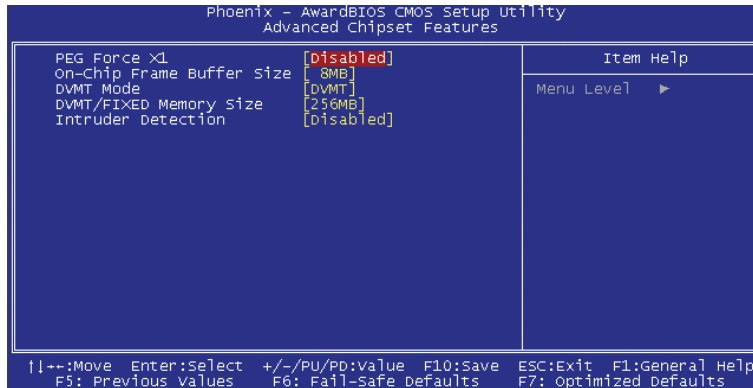 Phoenix – AwardBIOS CMOS Setup Utility
Advanced Chipset Features
PEG Force X1 [Disabled]
On-Chip Frame Buffer Size [ 8MB]
DVMT Mode [DVMT]
DVMT/FIXED Memory Size [256MB]
Intruder Detection [Disabled]
Item Help
Menu Level ►
↑↓←→:Move Enter:Select +/-/PU/PD:Value F10:Save ESC:Exit F1:General Help
F5: Previous Values F6: Fail-Safe Defaults F7: Optimized Defaults